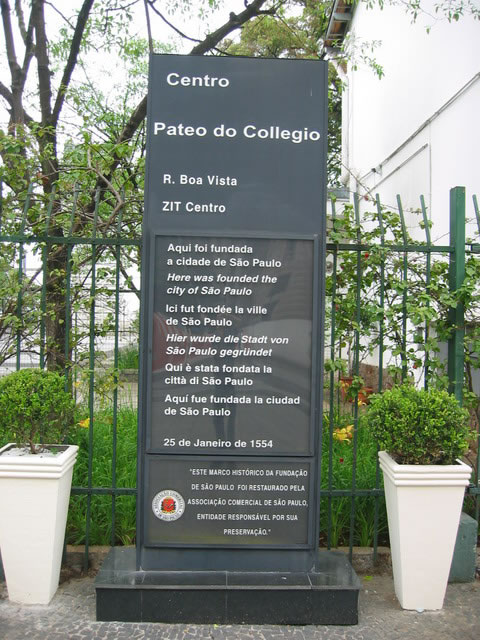 Centro
Pateo do Collegio
R. Boa Vista
ZIT Centro
Aqui foi fundada
a cidade de São Paulo
Here was founded the
city of São Paulo
Ici fut fondée la ville
de São Paulo
Hier wurde die Stadt von
São Paulo gegründet
Qui è stata fondata la
città di São Paulo
Aquí fue fundada la ciudad
de São Paulo
25 de Janeiro de 1554
"ESTE MARCO HISTÓRICO DA FUNDAÇÃO
DE SÃO PAULO FOI RESTAURADO PELA
ASSOCIAÇÃO COMERCIAL DE SÃO PAULO,
ENTIDADE RESPONSÁVEL POR SUA
PRESERVAÇÃO."